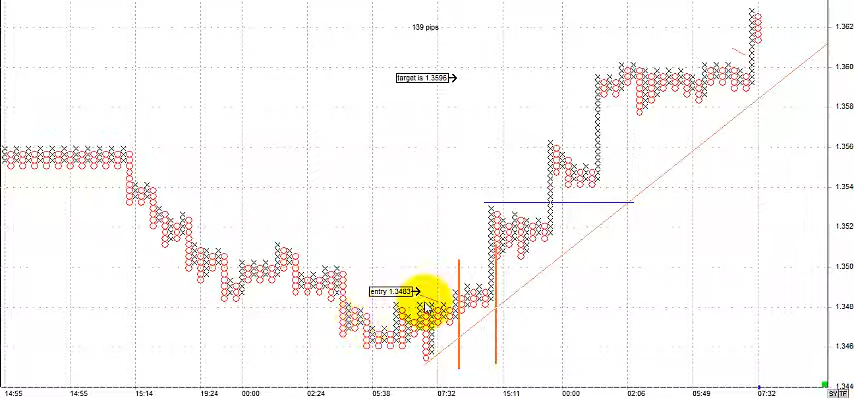 139 pips
1.362
target is 1.3596
1.360
1.358
1.356
1.354
1.352
1.350
entry 1.3483
1.348
1.346
1.344
14:55 14:55 15:14 19:24 00:00 02:24 05:38 07:32 15:11 00:00 02:06 05:49 07:32
SY TF